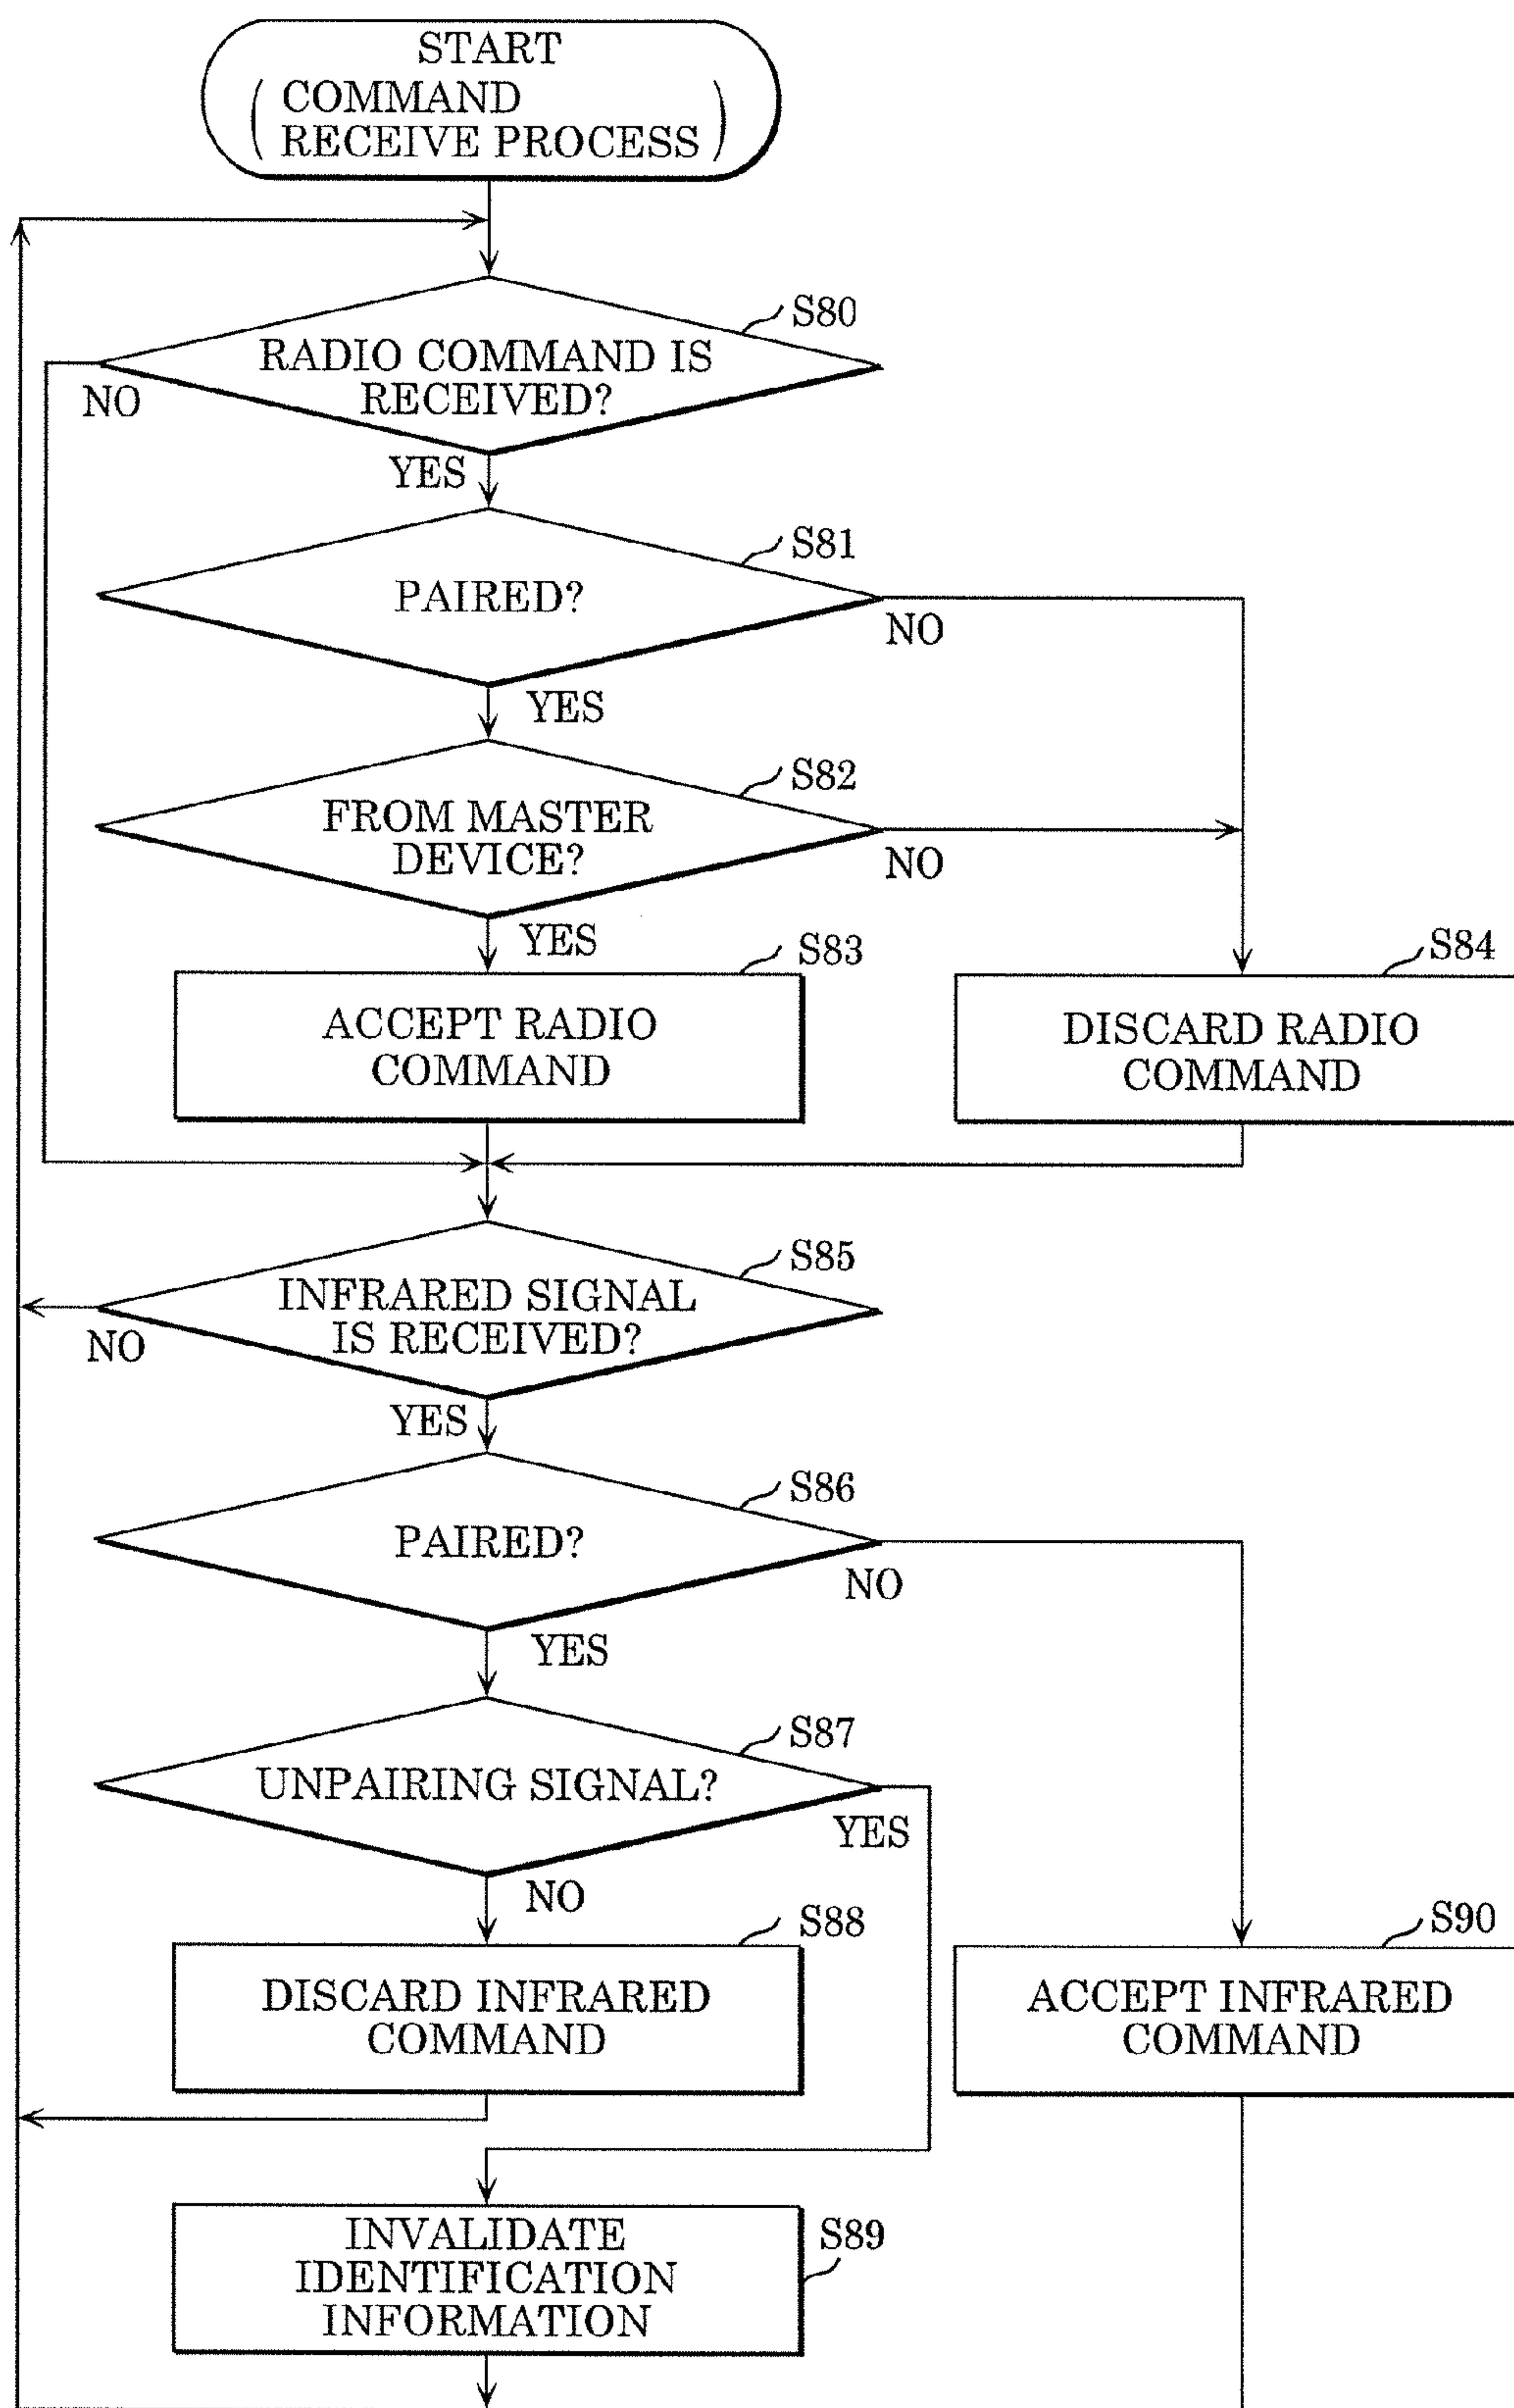 START
( COMMAND
RECEIVE PROCESS )
S80
RADIO COMMAND IS
RECEIVED?
NO
YES
S81
PAIRED?
NO
YES
S82
FROM MASTER
DEVICE?
NO
YES
S83
ACCEPT RADIO
COMMAND
S84
DISCARD RADIO
COMMAND
S85
INFRARED SIGNAL
IS RECEIVED?
NO
YES
S86
PAIRED?
NO
YES
S87
UNPAIRING SIGNAL?
YES
NO
S88
DISCARD INFRARED
COMMAND
S90
ACCEPT INFRARED
COMMAND
S89
INVALIDATE
IDENTIFICATION
INFORMATION